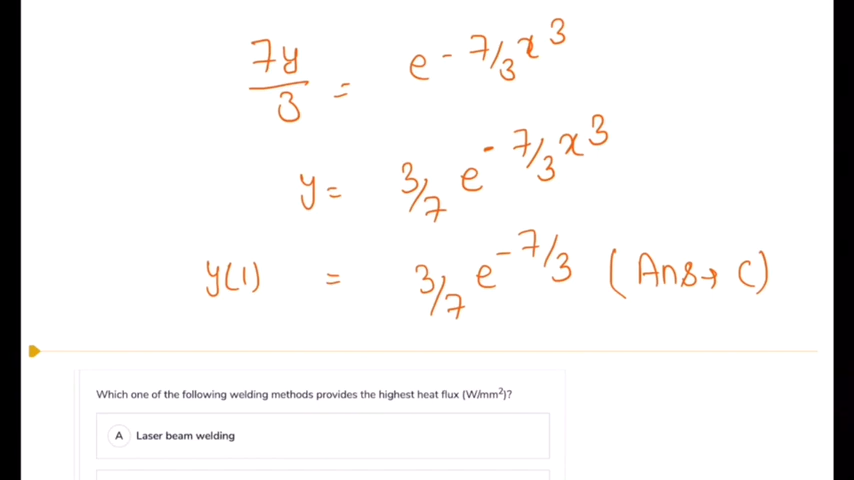 7y/3 = e^{-7/3 x^3}
y = 3/7 e^{-7/3 x^3}
y(1) = 3/7 e^{-7/3} (Ans→ C)
Which one of the following welding methods provides the highest heat flux (W/mm²)?
A Laser beam welding